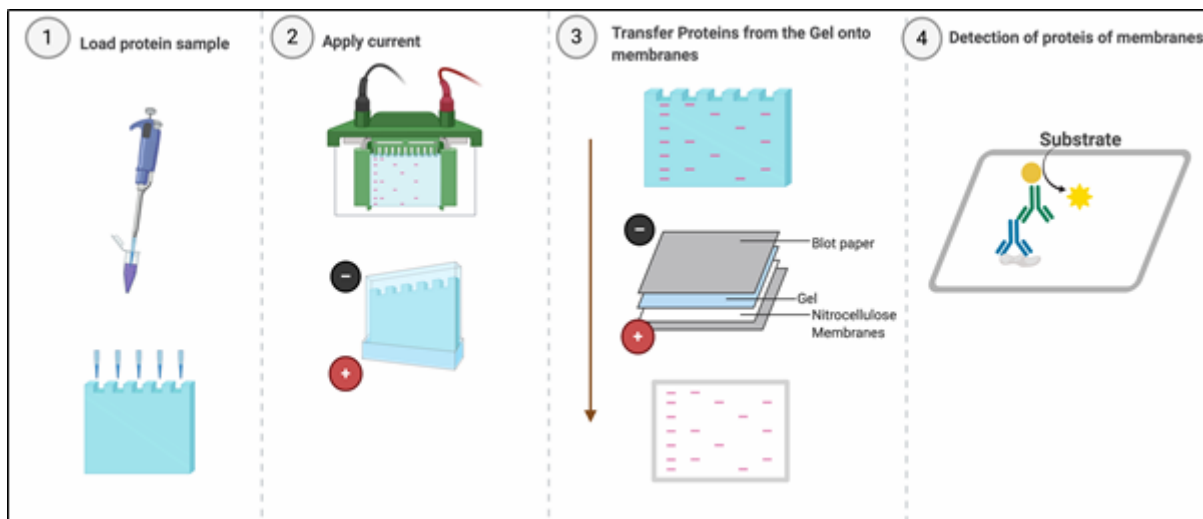 1
Load protein sample
2
Apply current
3
Transfer Proteins from the Gel onto
membranes
4
Detection of proteis of membranes
−
+
−
Blot paper
Gel
Nitrocellulose
Membranes
+
Substrate